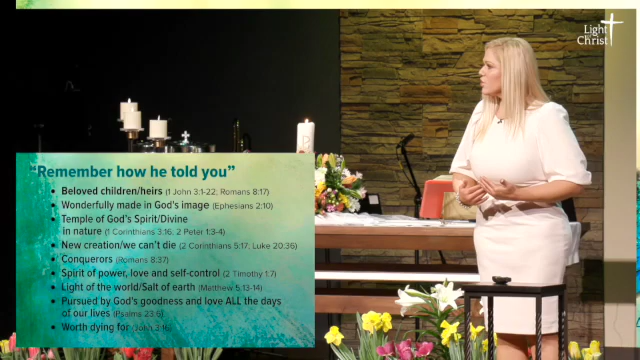 Light
Christ
"Remember how he told you"
• Beloved children/heirs (1 John 3:1-22; Romans 8:17)
• Wonderfully made in God's image (Ephesians 2:10)
• Temple of God's Spirit/Divine
in nature (1 Corinthians 3:16; 2 Peter 1:3-4)
• New creation/we can't die (2 Corinthians 5:17; Luke 20:36)
• Conquerors (Romans 8:37)
• Spirit of power, love and self-control (2 Timothy 1:7)
• Light of the world/Salt of earth (Matthew 5:13-14)
• Pursued by God's goodness and love ALL the days
of our lives (Psalms 23:6)
• Worth dying for (John 3:16)